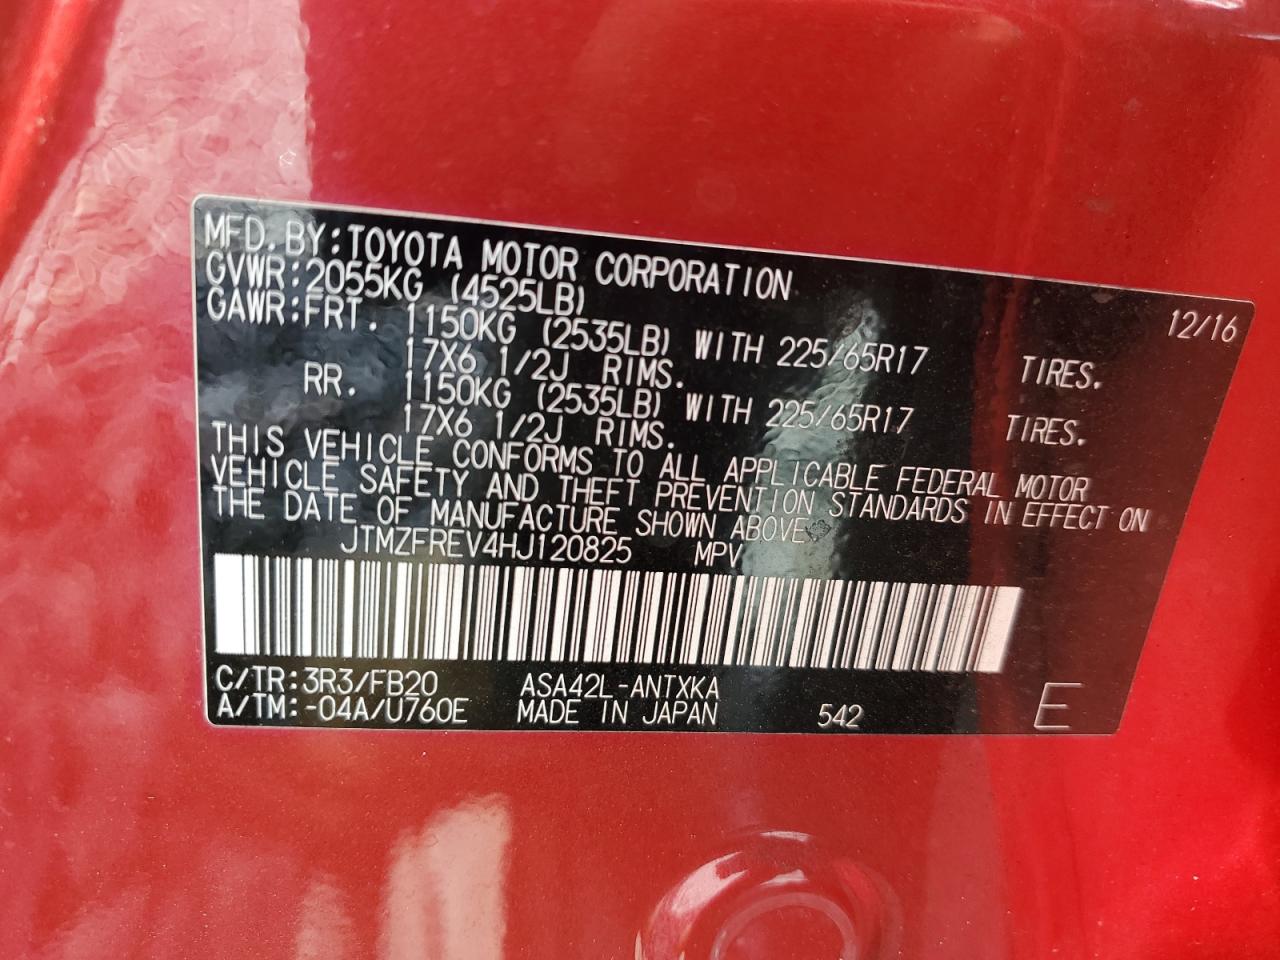 MFD.BY:TOYOTA MOTOR CORPORATION 12/16
GVWR:2055KG (4525LB)
GAWR:FRT. 1150KG (2535LB) WITH 225/65R17 TIRES.
17X6 1/2J RIMS.
RR. 1150KG (2535LB) WITH 225/65R17 TIRES.
17X6 1/2J RIMS.
THIS VEHICLE CONFORMS TO ALL APPLICABLE FEDERAL MOTOR
VEHICLE SAFETY AND THEFT PREVENTION STANDARDS IN EFFECT ON
THE DATE OF MANUFACTURE SHOWN ABOVE.
JTMZFREV4HJ120825 MPV
C/TR:3R3/FB20 ASA42L-ANTXKA
A/TM:-04A/U760E MADE IN JAPAN 542 E